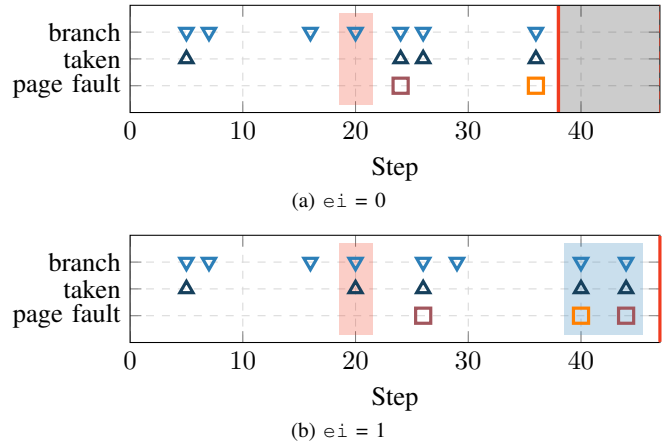 branch
taken
page fault
0 10 20 30 40
Step
(a) ei = 0
branch
taken
page fault
0 10 20 30 40
Step
(b) ei = 1